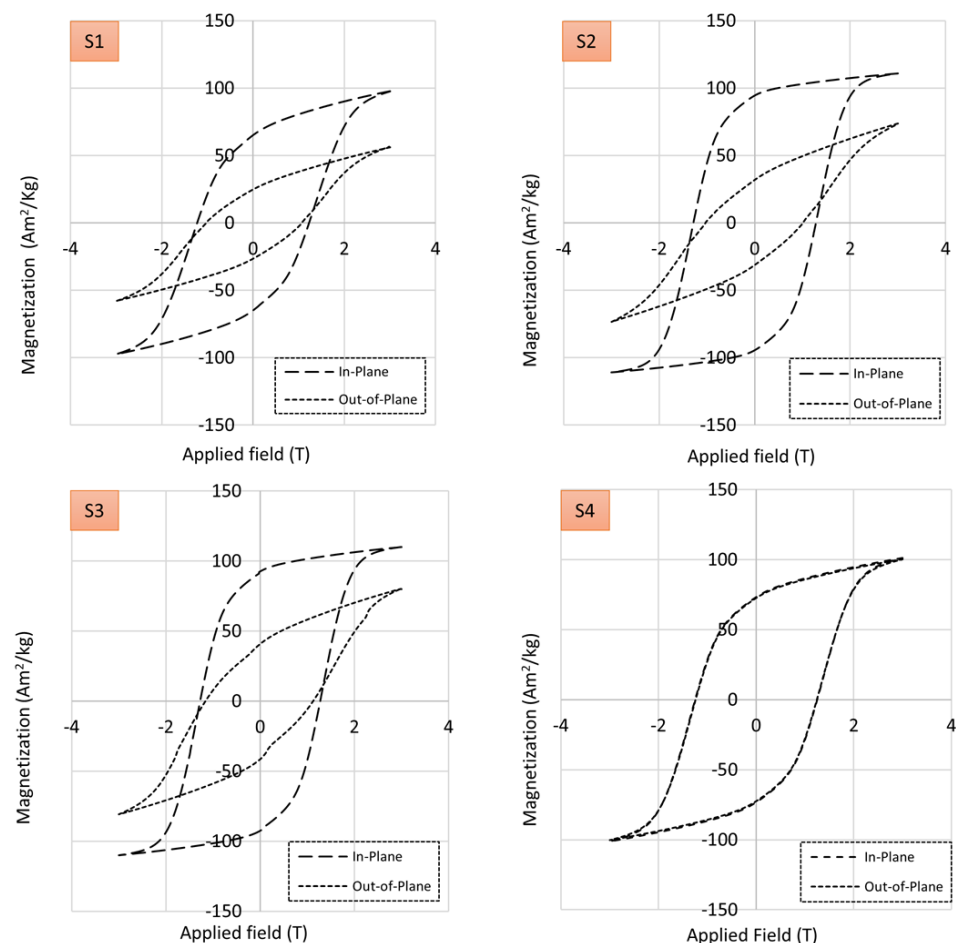 S1
150
100
50
0
-50
-100
-150
-4
-2
0
2
4
Magnetization (Am²/Kg)
Applied field (T)
In-Plane
Out-of-Plane
S2
150
100
50
0
-50
-100
-150
-4
-2
0
2
4
Magnetization (Am²/kg)
Applied field (T)
In-Plane
Out-of-Plane
S3
150
100
50
0
-50
-100
-150
-4
-2
0
2
4
Magnetization (Am²/kg)
Applied field (T)
In-Plane
Out-of-Plane
S4
150
100
50
0
-50
-100
-150
-4
-2
0
2
4
Magnetization (Am²/kg)
Applied Field (T)
In-Plane
Out-of-Plane